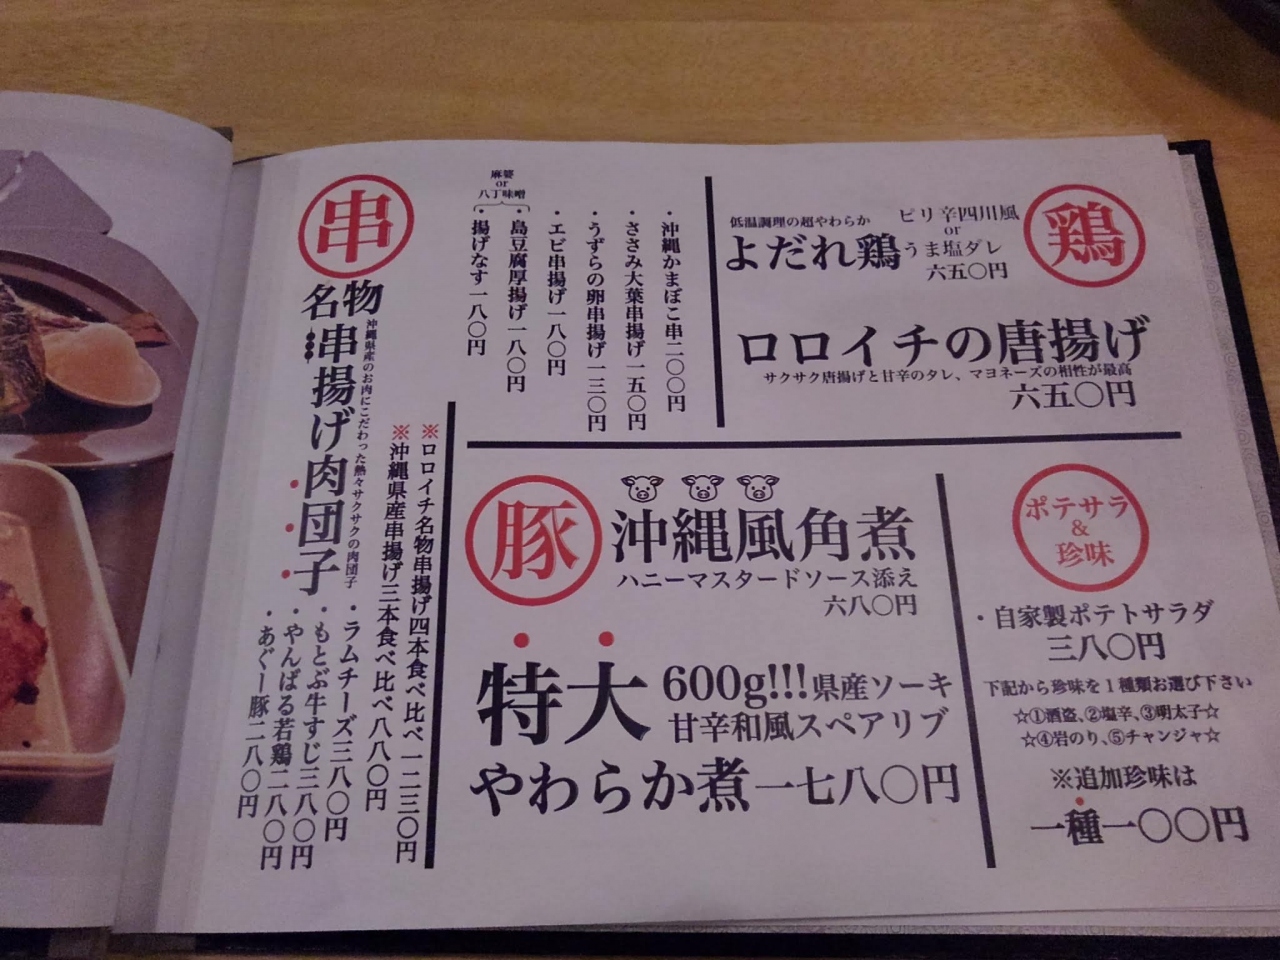 鶏
ピリ辛四川風
or
うま塩ダレ
低温調理の超やわらか
よだれ鶏
六五〇円
ロロイチの唐揚げ
サクサク唐揚げと甘辛のタレ、マヨネーズの相性が最高
六五〇円
串
名物
串揚げ肉団子
沖縄県産のお肉にこだわった熱々サクサクの肉団子
・ラムチーズ三八〇円
・もとぶ牛すじ三八〇円
・やんばる若鶏二八〇円
・あぐー豚二八〇円
※ロロイチ名物串揚げ四本食べ比べ一二三〇円
※沖縄県産串揚げ三本食べ比べ八八〇円
・沖縄かまぼこ串二〇〇円
・ささみ大葉串揚げ一五〇円
・うずらの卵串揚げ一三〇円
・エビ串揚げ一八〇円
麻婆
or
八丁味噌
・島豆腐厚揚げ一八〇円
・揚げなす一八〇円
豚
沖縄風角煮
ハニーマスタードソース添え
六八〇円
特大
600g!!!県産ソーキ
甘辛和風スペアリブ
やわらか煮一七八〇円
ポテサラ
&
珍味
・自家製ポテトサラダ
三八〇円
下記から珍味を1種類お選び下さい
☆①酒盗、②塩辛、③明太子☆
☆④岩のり、⑤チャンジャ☆
※追加珍味は
一種一〇〇円